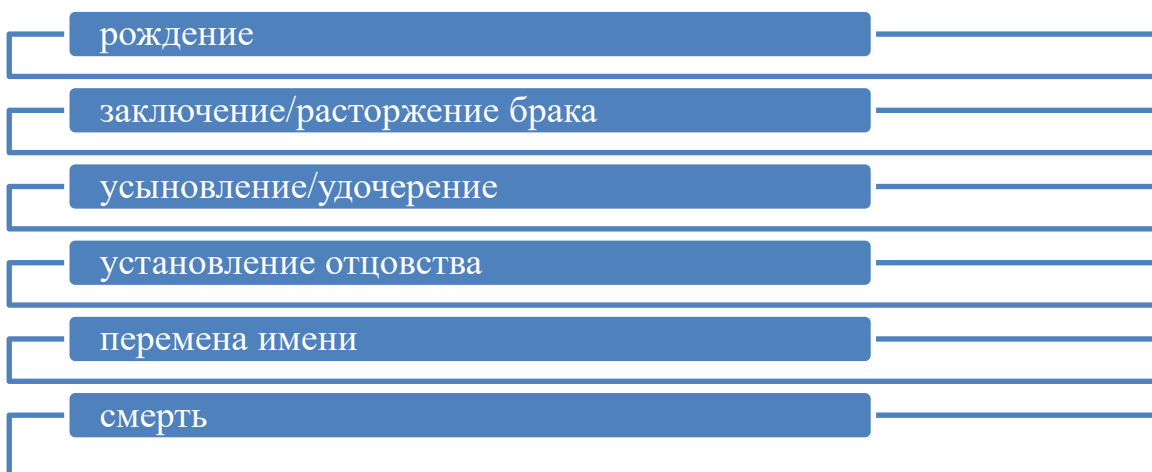 рождение
заключение/расторжение брака
усыновление/удочерение
установление отцовства
перемена имени
смерть